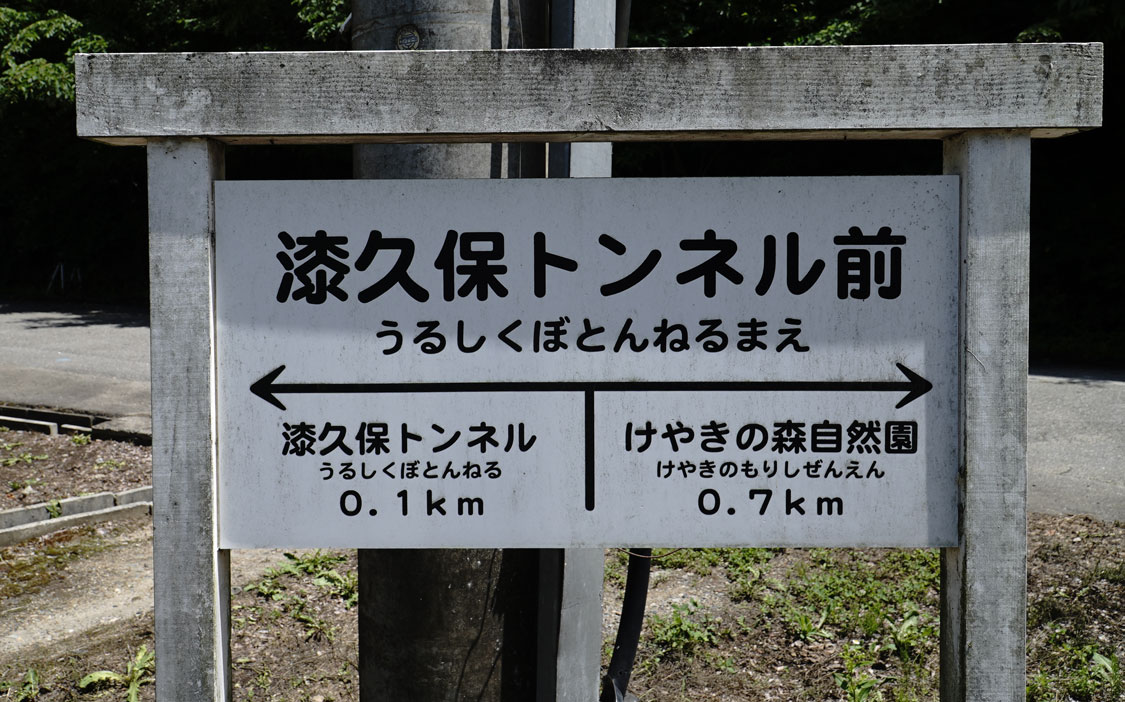 漆久保トンネル前
うるしくぼとんねるまえ
漆久保トンネル
うるしくぼとんねる
0.1km
けやきの森自然園
けやきのもりしぜんえん
0.7km